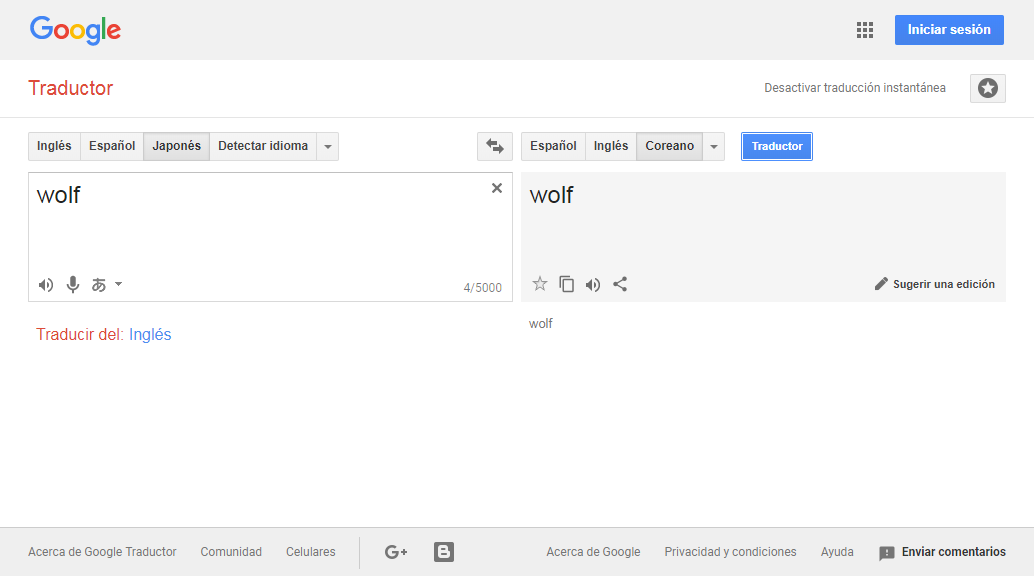 Google
Iniciar sesión
Traductor
Desactivar traducción instantánea
Inglés Español Japonés Detectar idioma
Español Inglés Coreano Traductor
wolf
wolf
あ
4/5000
Sugerir una edición
Traducir del: Inglés
wolf
Acerca de Google Traductor Comunidad Celulares G+ B Acerca de Google Privacidad y condiciones Ayuda Enviar comentarios